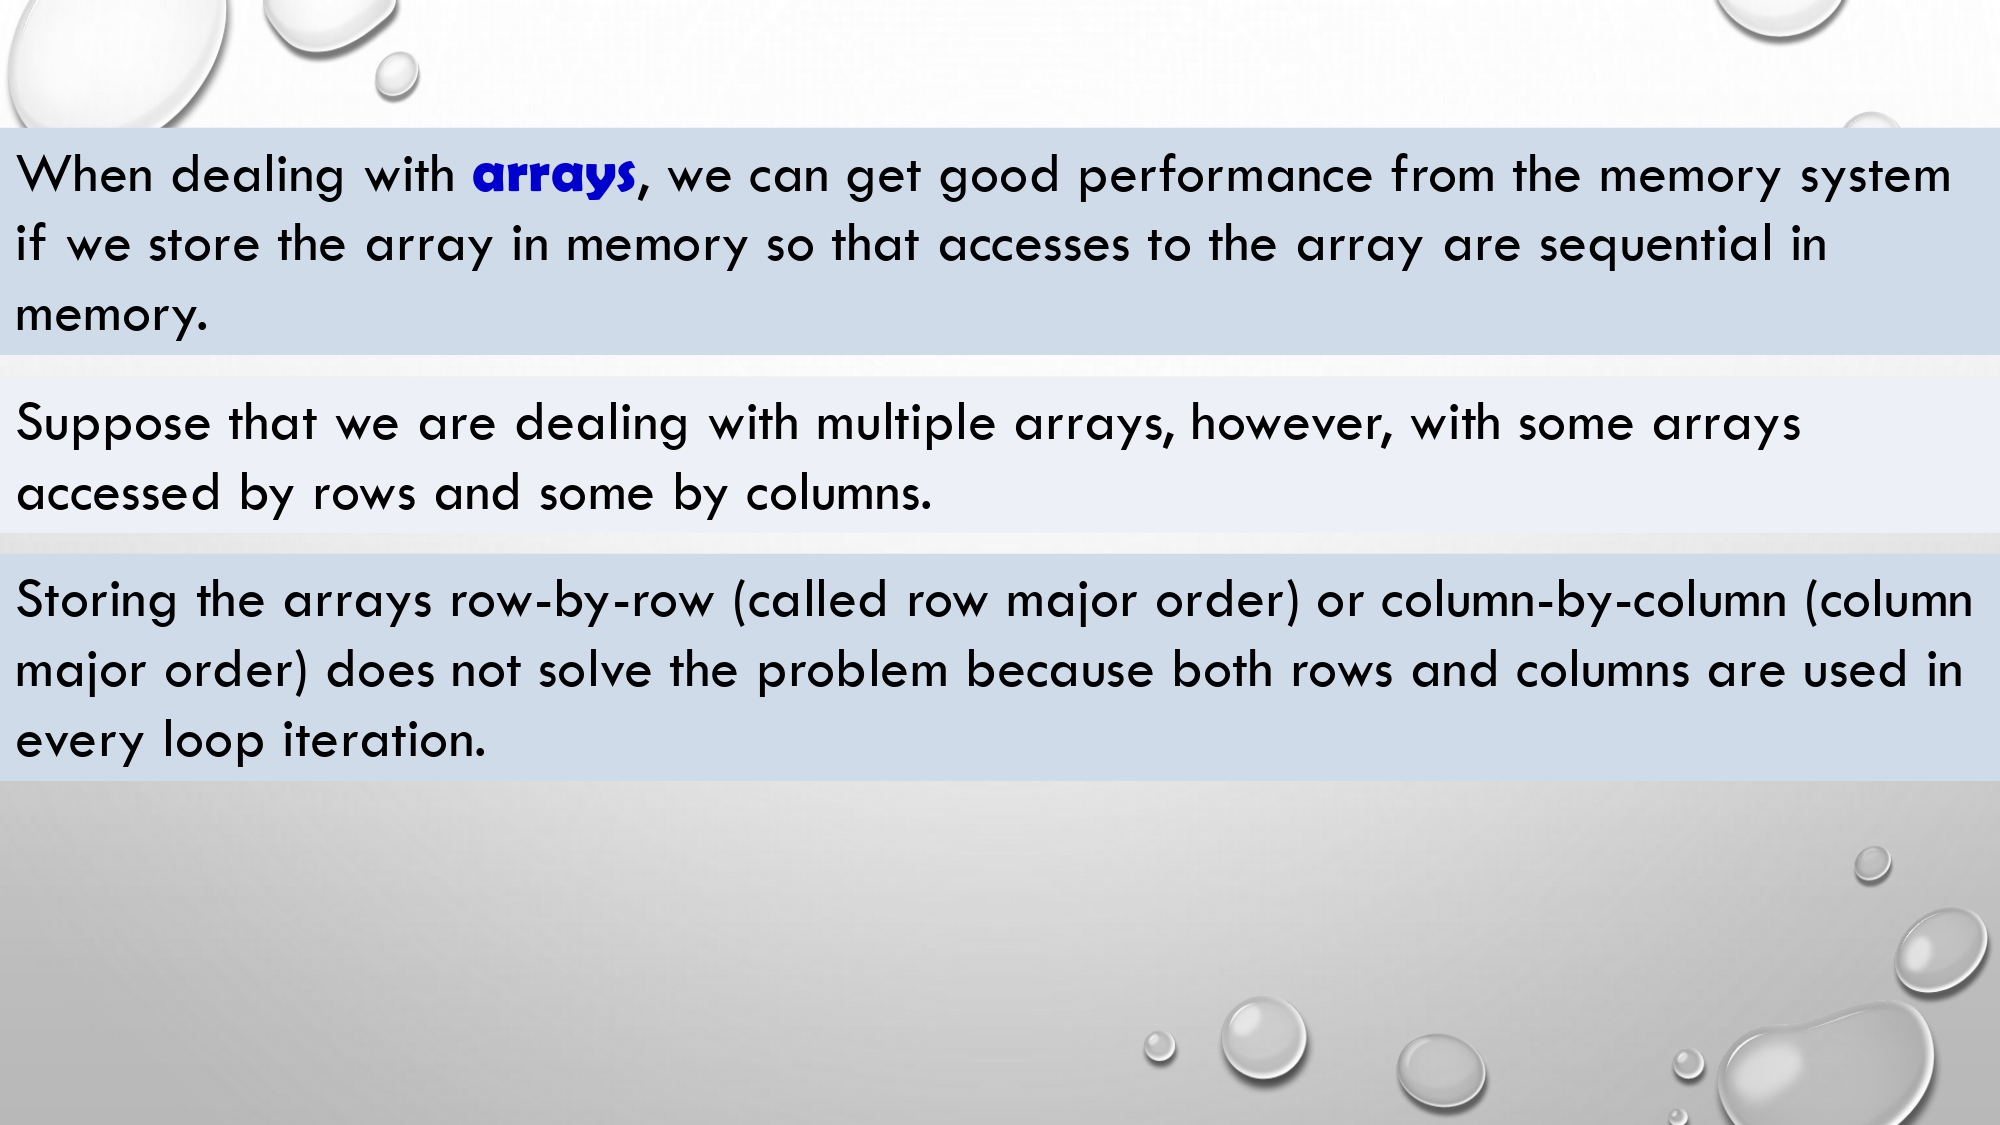 When dealing with arrays, we can get good performance from the memory system
if we store the array in memory so that accesses to the array are sequential in
memory.
Suppose that we are dealing with multiple arrays, however, with some arrays
accessed by rows and some by columns.
Storing the arrays row-by-row (called row major order) or column-by-column (column
major order) does not solve the problem because both rows and columns are used in
every loop iteration.